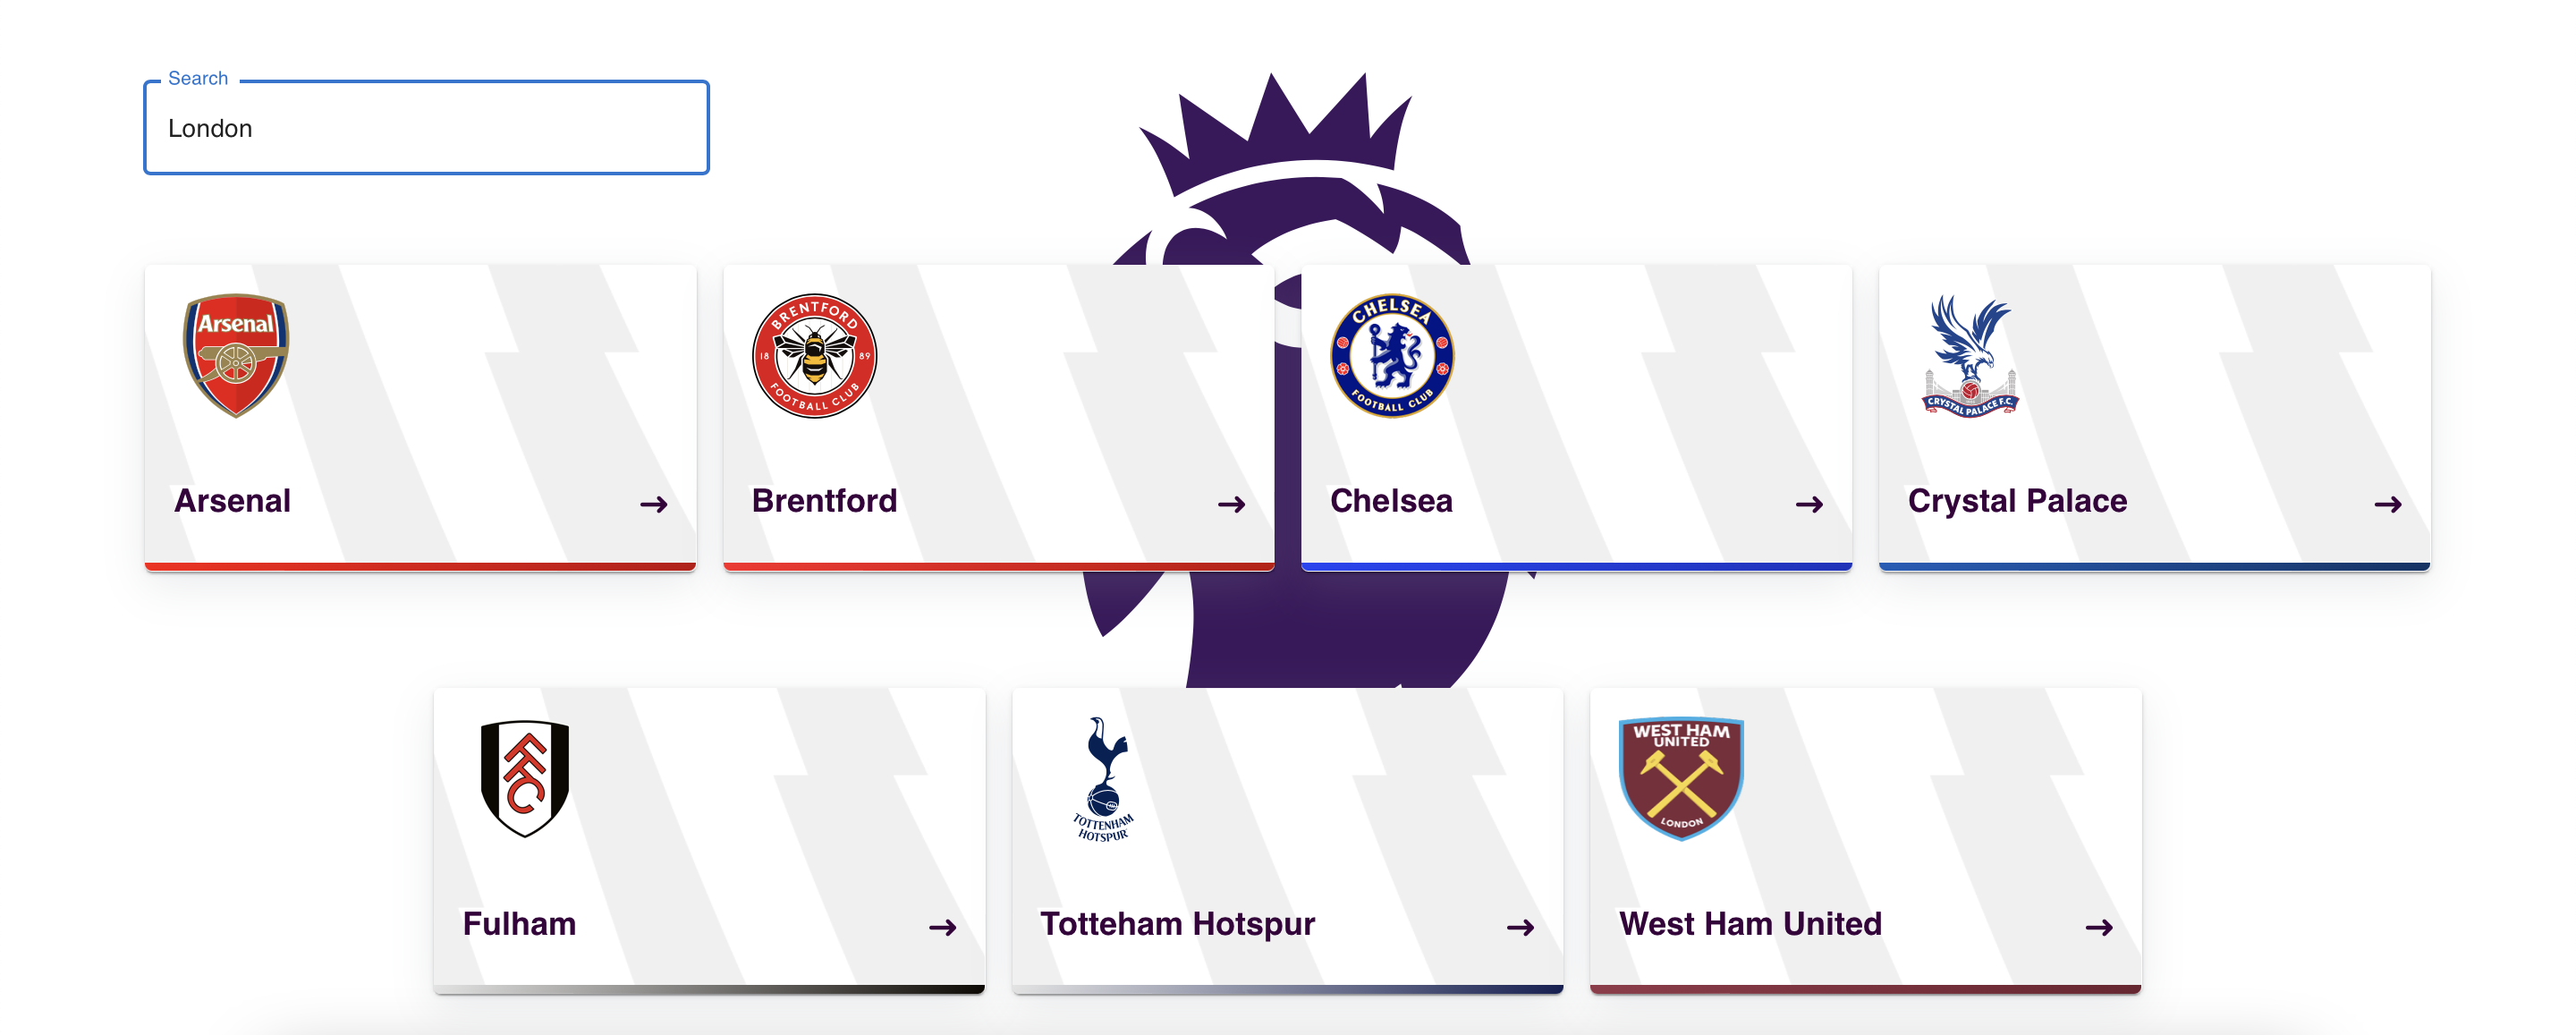 Search
London
Arsenal
BRENTFORD
18 89
FOOTBALL CLUB
CHELSEA
FOOTBALL CLUB
CRYSTAL PALACE F.C.
Arsenal →
Brentford →
Chelsea →
Crystal Palace →
FFC
TOTTENHAM
HOTSPUR
WEST HAM
UNITED
LONDON
Fulham →
Totteham Hotspur →
West Ham United →